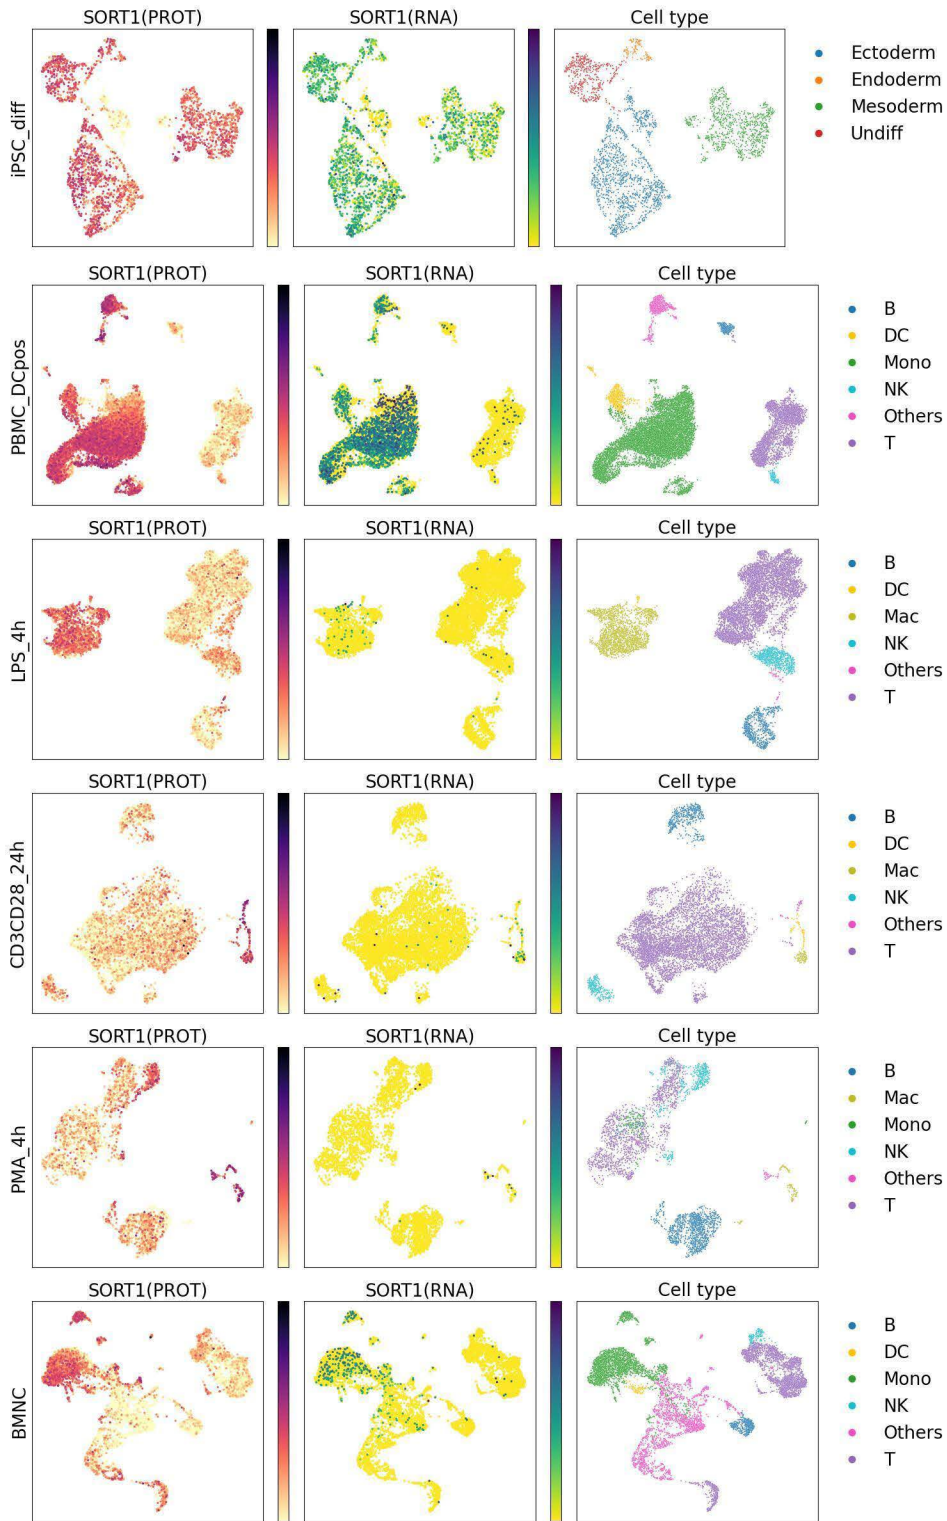 SORT1(PROT) SORT1(RNA) Cell type
iPSC_diff
Ectoderm
Endoderm
Mesoderm
Undiff
SORT1(PROT) SORT1(RNA) Cell type
PBMC_DCpos
B
DC
Mono
NK
Others
T
SORT1(PROT) SORT1(RNA) Cell type
LPS_4h
B
DC
Mac
NK
Others
T
SORT1(PROT) SORT1(RNA) Cell type
CD3CD28_24h
B
DC
Mac
NK
Others
T
SORT1(PROT) SORT1(RNA) Cell type
PMA_4h
B
Mac
Mono
NK
Others
T
SORT1(PROT) SORT1(RNA) Cell type
BMNC
B
DC
Mono
NK
Others
T